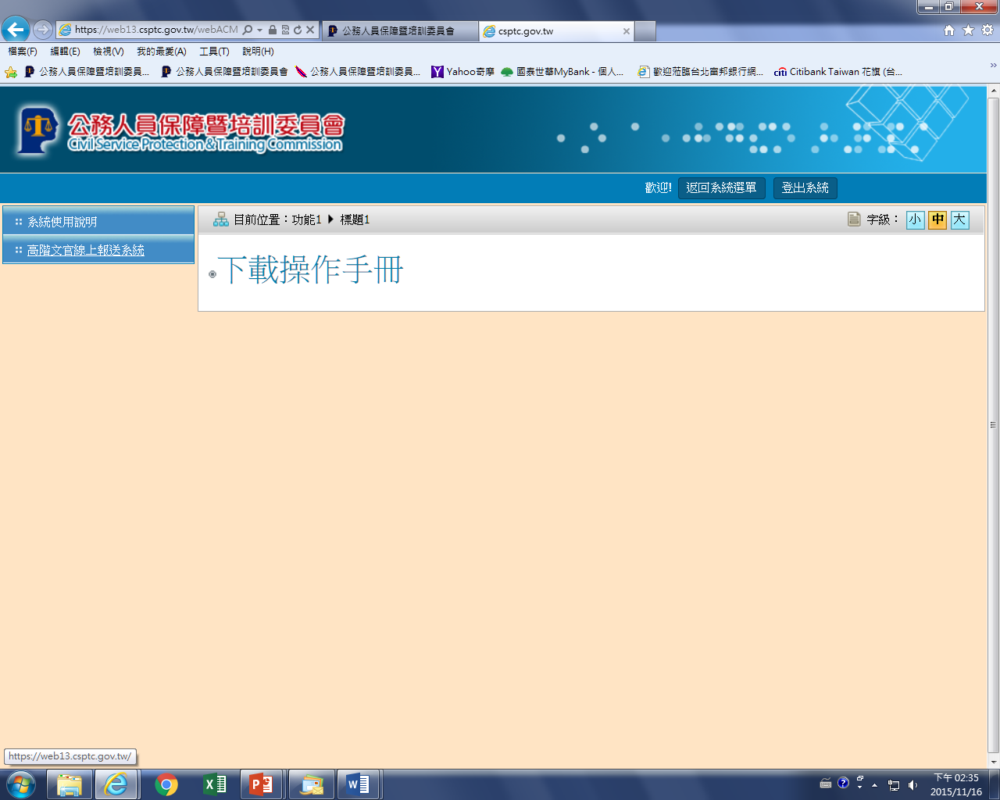 https://web13.csptc.gov.tw/webACM
公務人員保障暨培訓委員會
csptc.gov.tw
檔案(F) 編輯(E) 檢視(V) 我的最愛(A) 工具(T) 說明(H)
公務人員保障暨培訓委員... 公務人員保障暨培訓委員會 公務人員保障暨培訓委員... Yahoo奇摩 國泰世華MyBank - 個人... 歡迎蒞臨台北富邦銀行網... Citibank Taiwan 花旗 (台...
公務人員保障暨培訓委員會
Civil Service Protection & Training Commission
歡迎! 返回系統選單 登出系統
系統使用說明
高階文官線上報送系統
目前位置：功能1 標題1
字級： 小 中 大
下載操作手冊
https://web13.csptc.gov.tw/
下午 02:35
2015/11/16